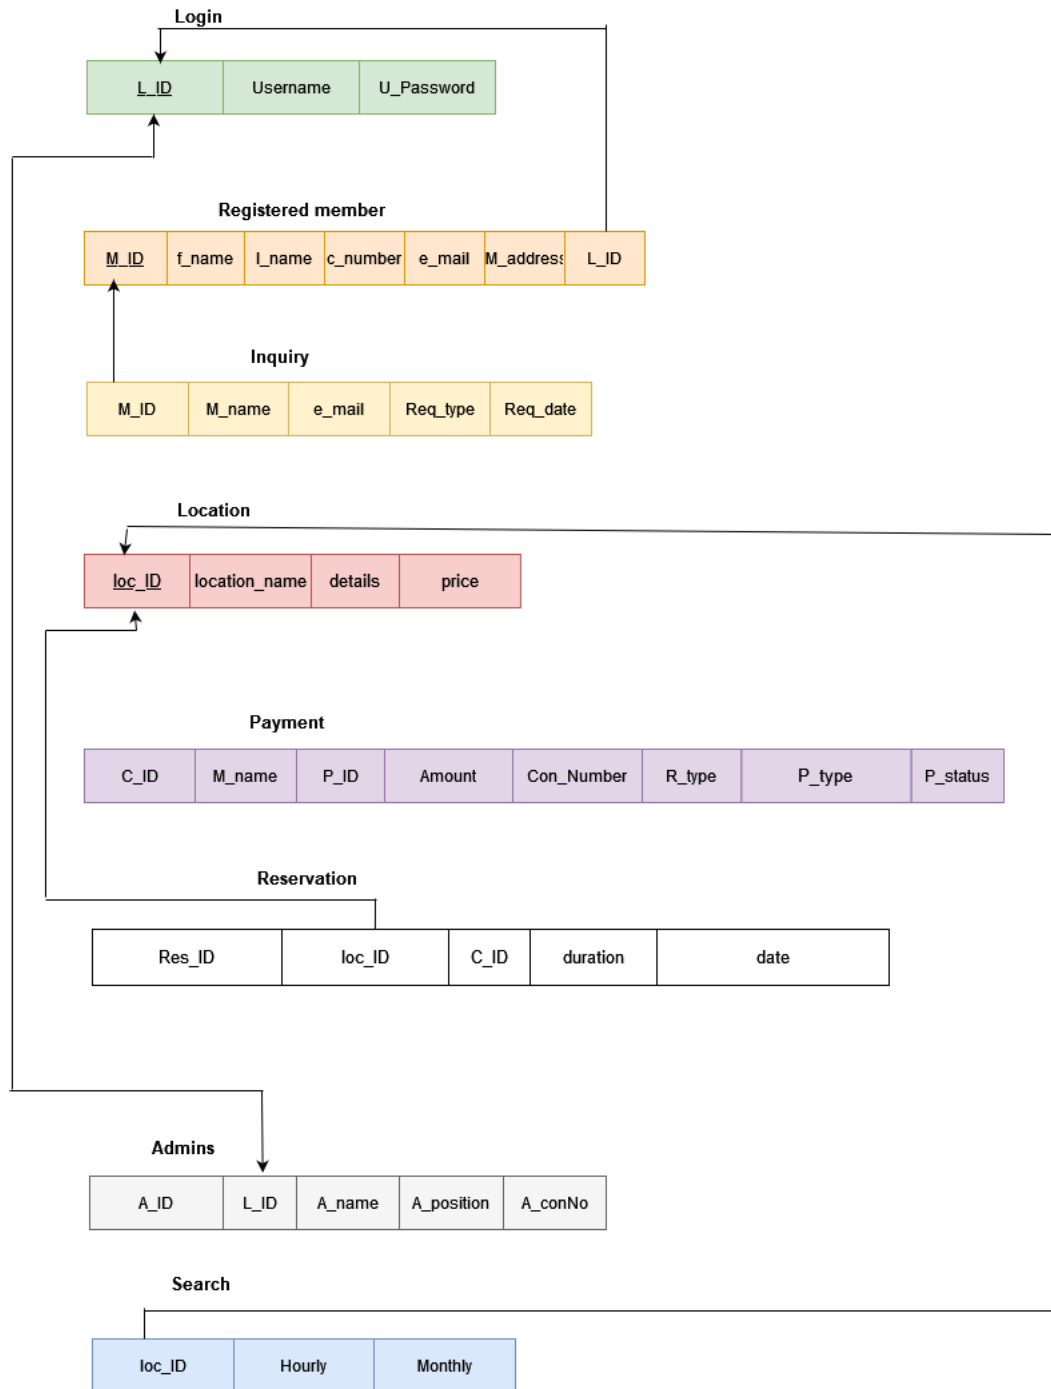 Login
L_ID Username U_Password
Registered member
M_ID f_name l_name c_number e_mail M_address L_ID
Inquiry
M_ID M_name e_mail Req_type Req_date
Location
loc_ID location_name details price
Payment
C_ID M_name P_ID Amount Con_Number R_type P_type P_status
Reservation
Res_ID loc_ID C_ID duration date
Admins
A_ID L_ID A_name A_position A_conNo
Search
loc_ID Hourly Monthly